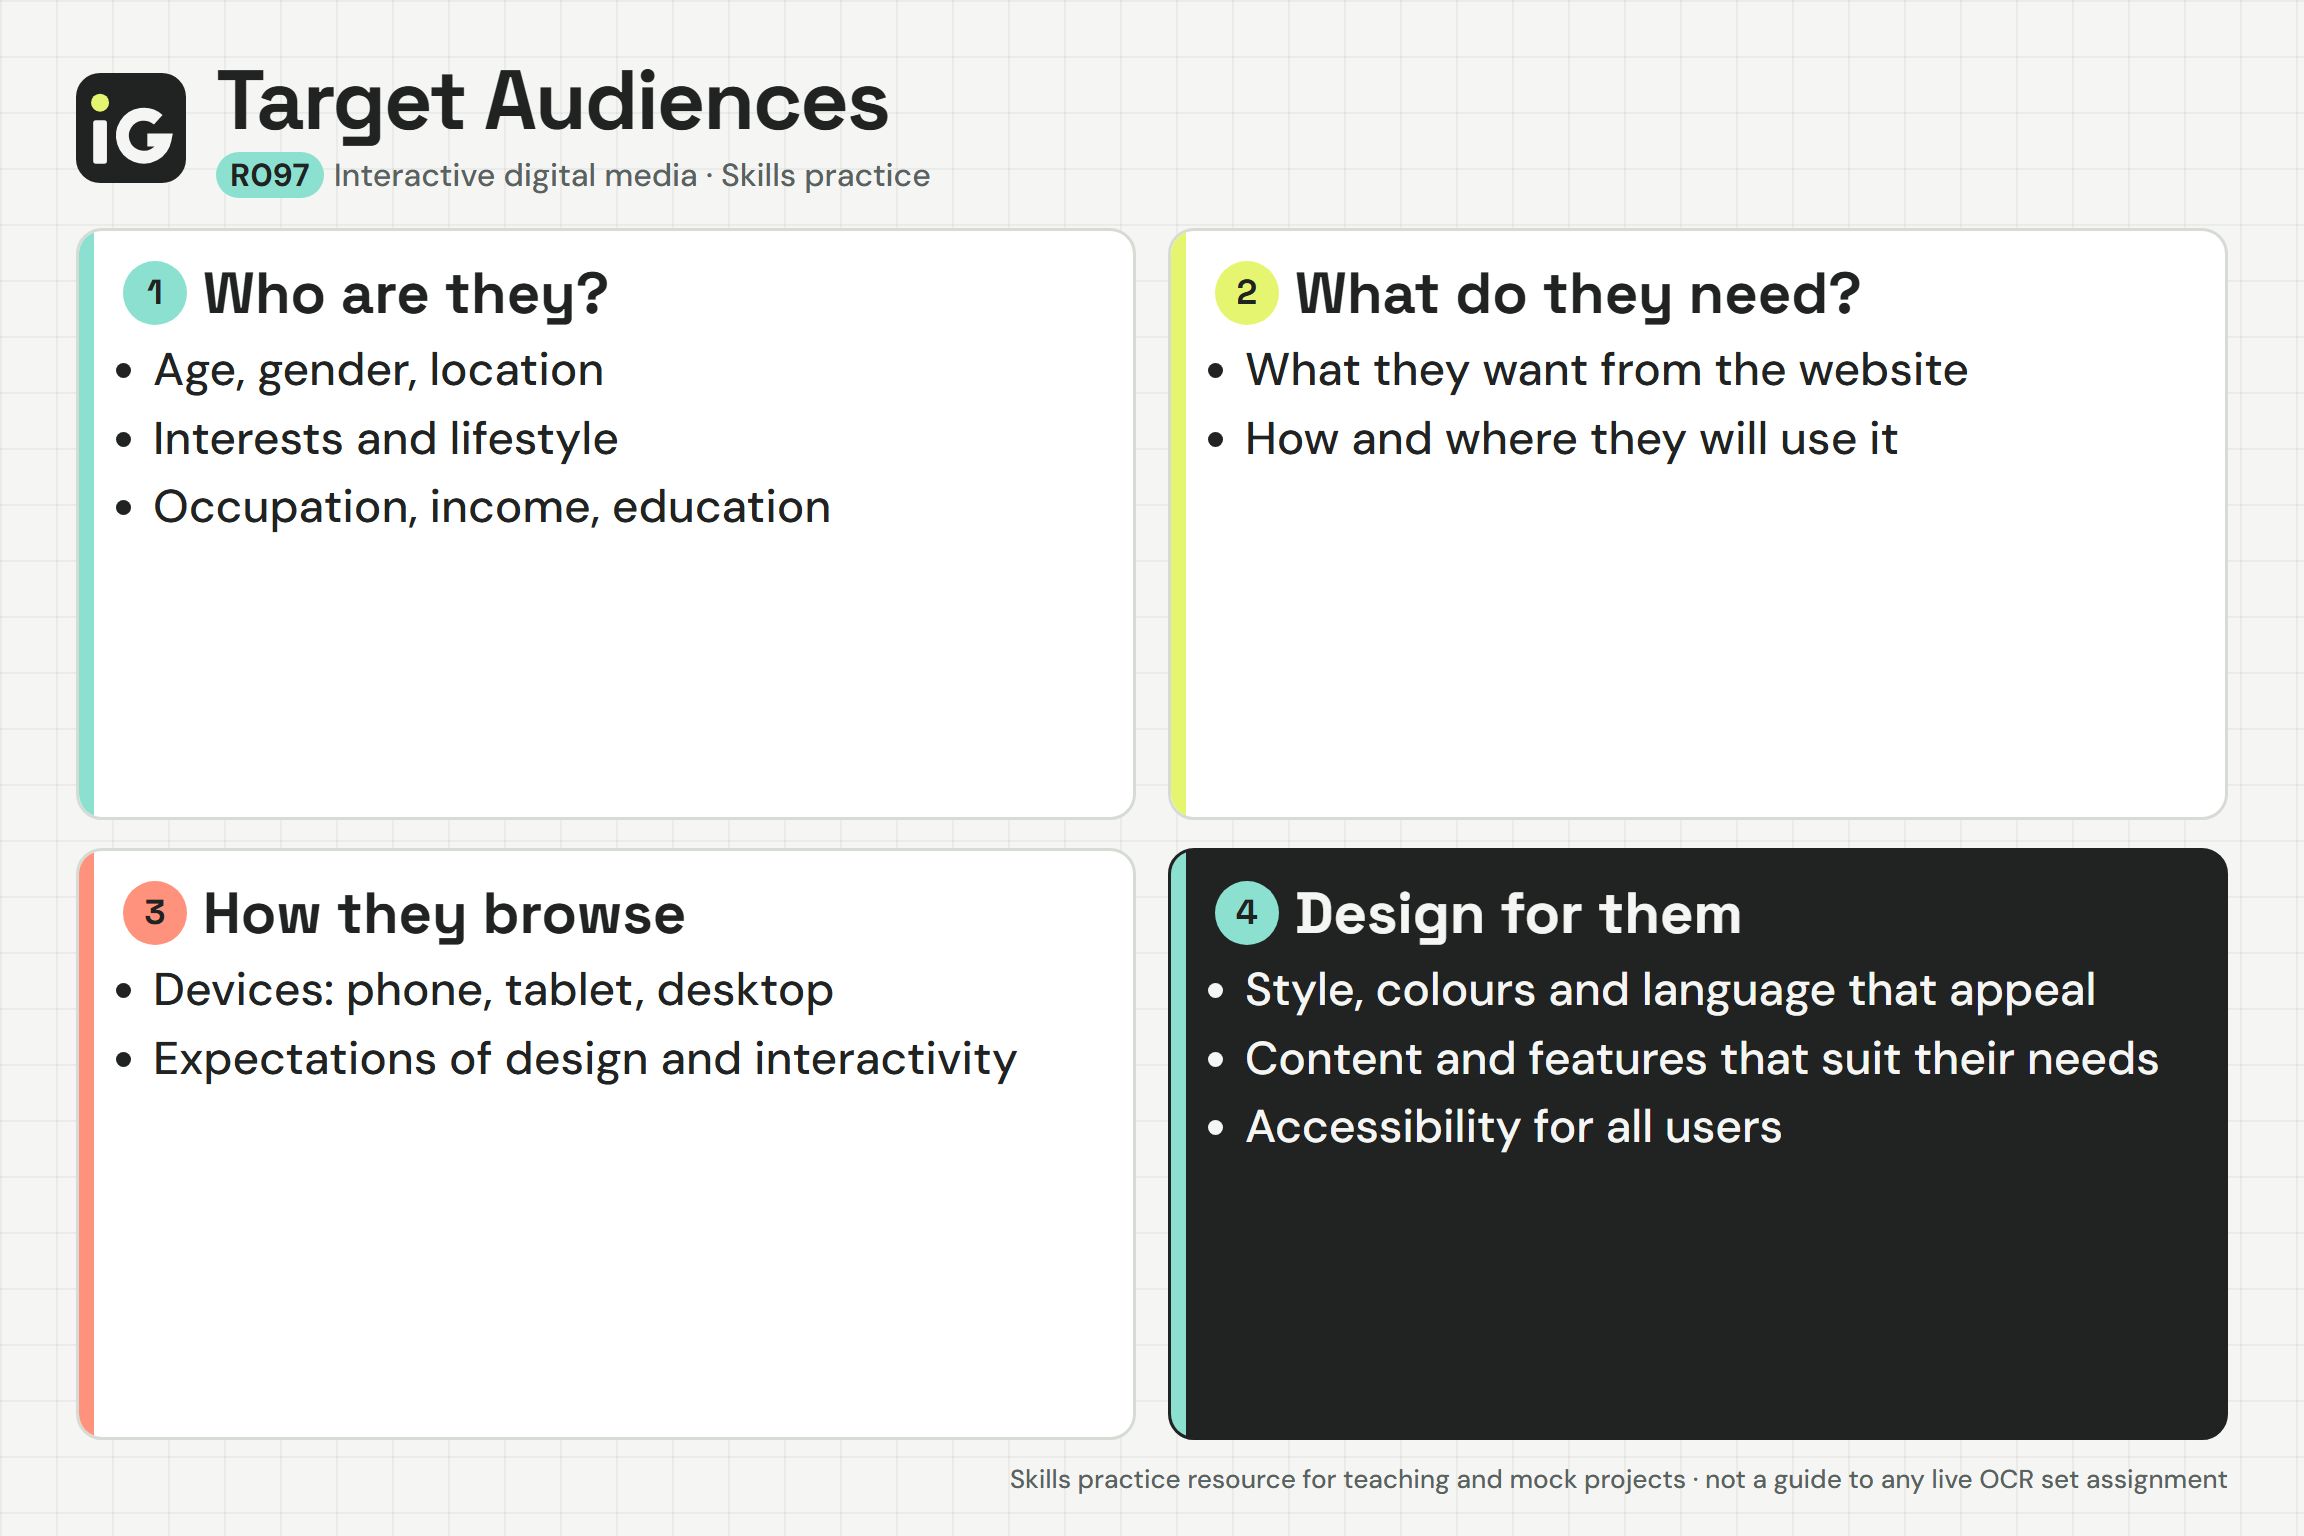 iG
Target Audiences
R097 Interactive digital media · Skills practice
1 Who are they?
• Age, gender, location
• Interests and lifestyle
• Occupation, income, education
2 What do they need?
• What they want from the website
• How and where they will use it
3 How they browse
• Devices: phone, tablet, desktop
• Expectations of design and interactivity
4 Design for them
• Style, colours and language that appeal
• Content and features that suit their needs
• Accessibility for all users
Skills practice resource for teaching and mock projects · not a guide to any live OCR set assignment